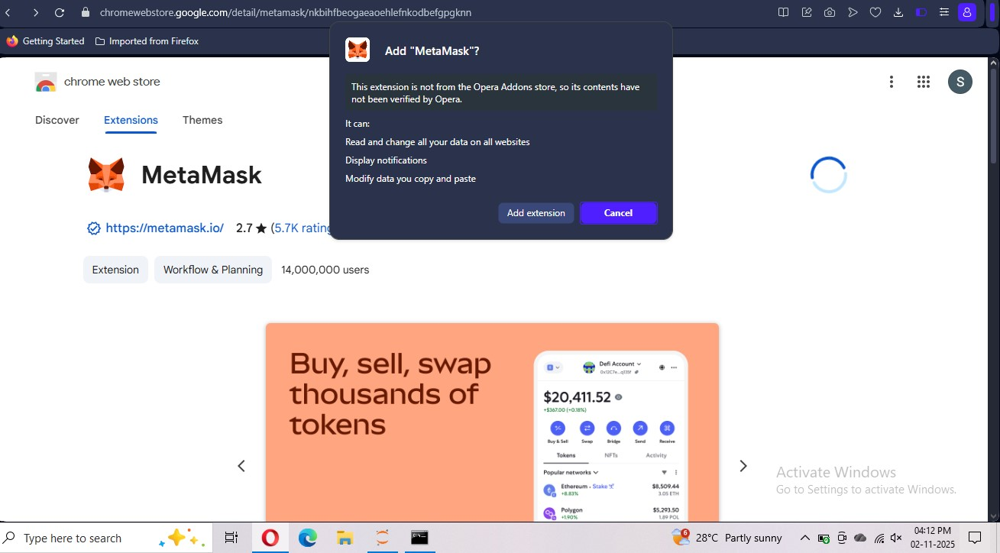 chromewebstore.google.com/detail/metamask/nkbihfbeogaeaoehlefnkodbefgpgknn
Getting Started
Imported from Firefox
Add "MetaMask"?
This extension is not from the Opera Addons store, so its contents have
not been verified by Opera.
It can:
Read and change all your data on all websites
Display notifications
Modify data you copy and paste
Add extension
Cancel
chrome web store
S
Discover
Extensions
Themes
MetaMask
https://metamask.io/
2.7 ★ (5.7K rating
Extension
Workflow & Planning
14,000,000 users
Buy, sell, swap
thousands of
tokens
Defi Account
$20,411.52
+$367.00 (+0.18%)
Buy & Sell
Swap
Bridge
Send
Receive
Tokens
NFTs
Activity
Popular networks
Ethereum • Stake
$8,509.44
+8.83%
3.05 ETH
Polygon
$5,293.50
+1.90%
1.89 POL
Activate Windows
Go to Settings to activate Windows.
Type here to search
6
28°C Partly sunny
04:12 PM
02-11-2025